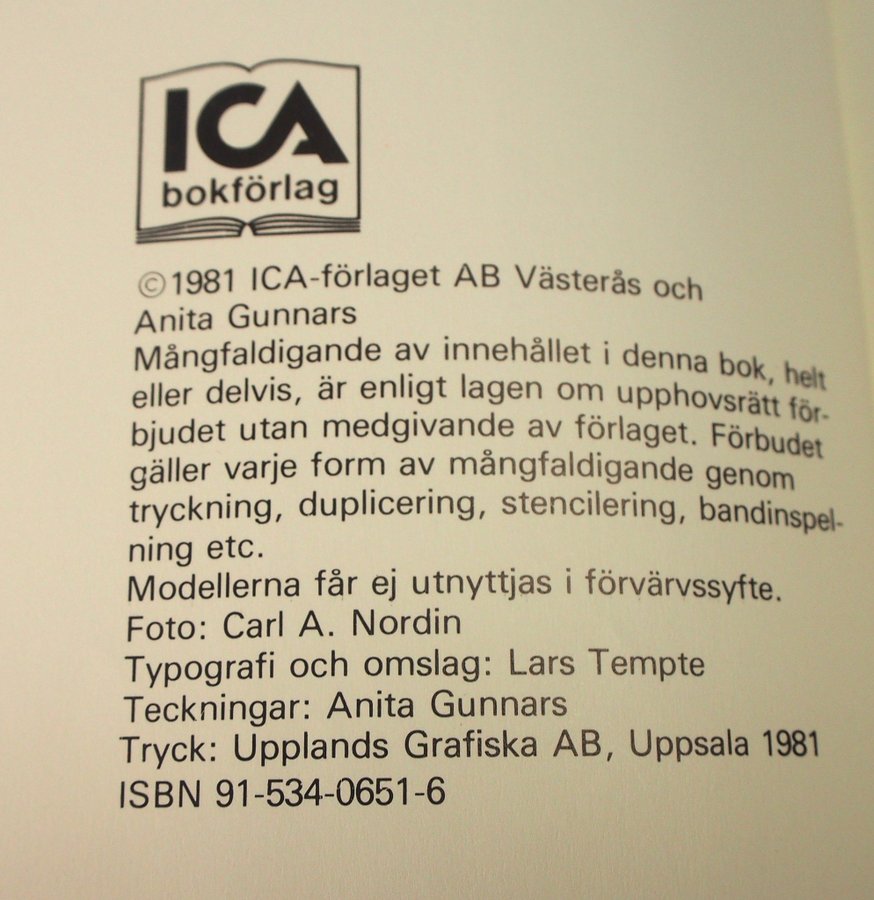 ICA
bokförlag
©1981 ICA-förlaget AB Västerås och
Anita Gunnars
Mångfaldigande av innehållet i denna bok, helt
eller delvis, är enligt lagen om upphovsrätt för-
bjudet utan medgivande av förlaget. Förbudet
gäller varje form av mångfaldigande genom
tryckning, duplicering, stencilering, bandinspel-
ning etc.
Modellerna får ej utnyttjas i förvärvssyfte.
Foto: Carl A. Nordin
Typografi och omslag: Lars Tempte
Teckningar: Anita Gunnars
Tryck: Upplands Grafiska AB, Uppsala 1981
ISBN 91-534-0651-6